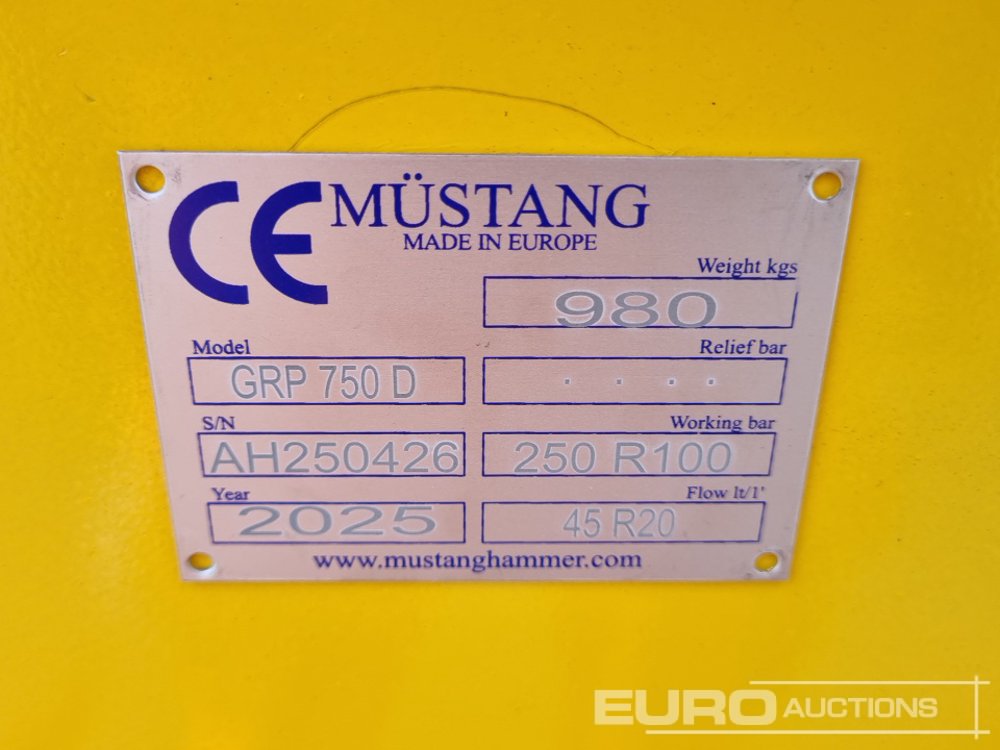 CE MÜSTANG
MADE IN EUROPE
Weight kgs
980
Model
GRP 750 D
Relief bar
. . . .
S/N
AH250426
Working bar
250 R100
Year
2025
Flow lt/1'
45 R20
www.mustanghammer.com
EURO AUCTIONS